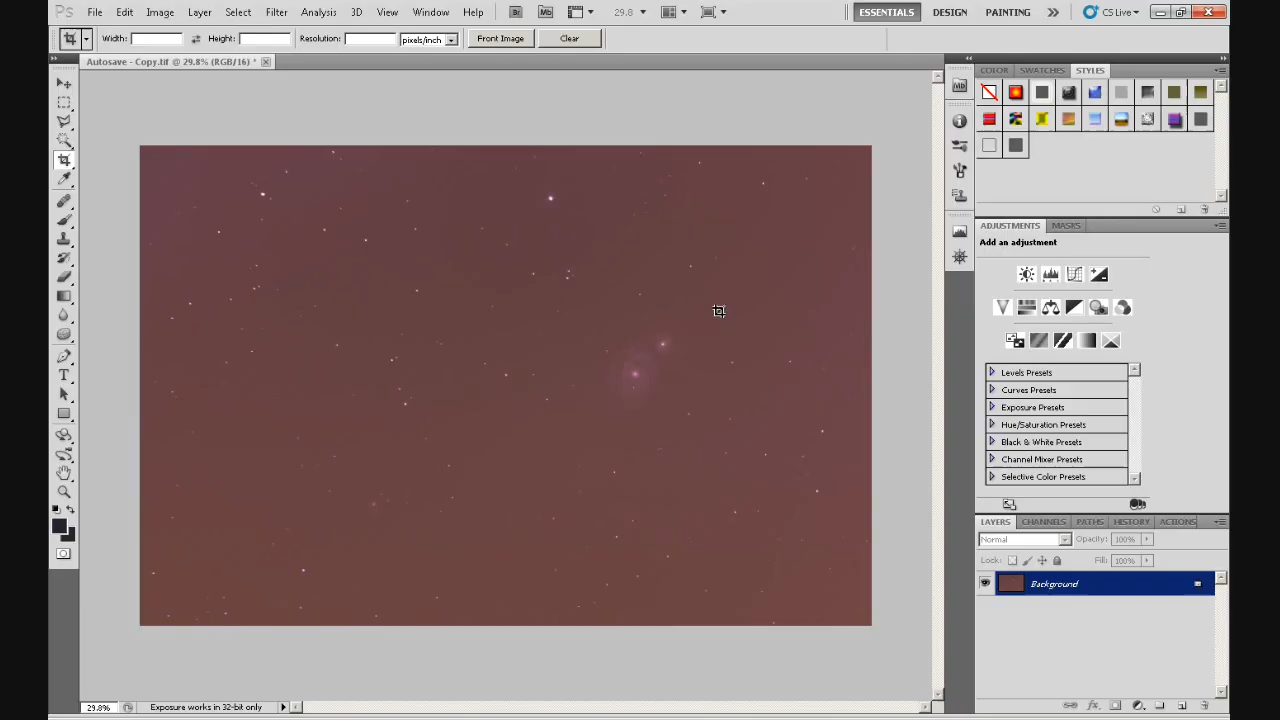 Ps File Edit Image Layer Select Filter Analysis 3D View Window Help Br Mb 29.8 ESSENTIALS DESIGN PAINTING CS Live
Width: Height: Resolution: pixels/inch Front Image Clear
Autosave - Copy.tif @ 29.8% (RGB/16) *
COLOR SWATCHES STYLES
Mb
ADJUSTMENTS MASKS
Add an adjustment
Levels Presets
Curves Presets
Exposure Presets
Hue/Saturation Presets
Black & White Presets
Channel Mixer Presets
Selective Color Presets
LAYERS CHANNELS PATHS HISTORY ACTIONS
Normal Opacity: 100%
Lock: Fill: 100%
Background
29.8% Exposure works in 32-bit only